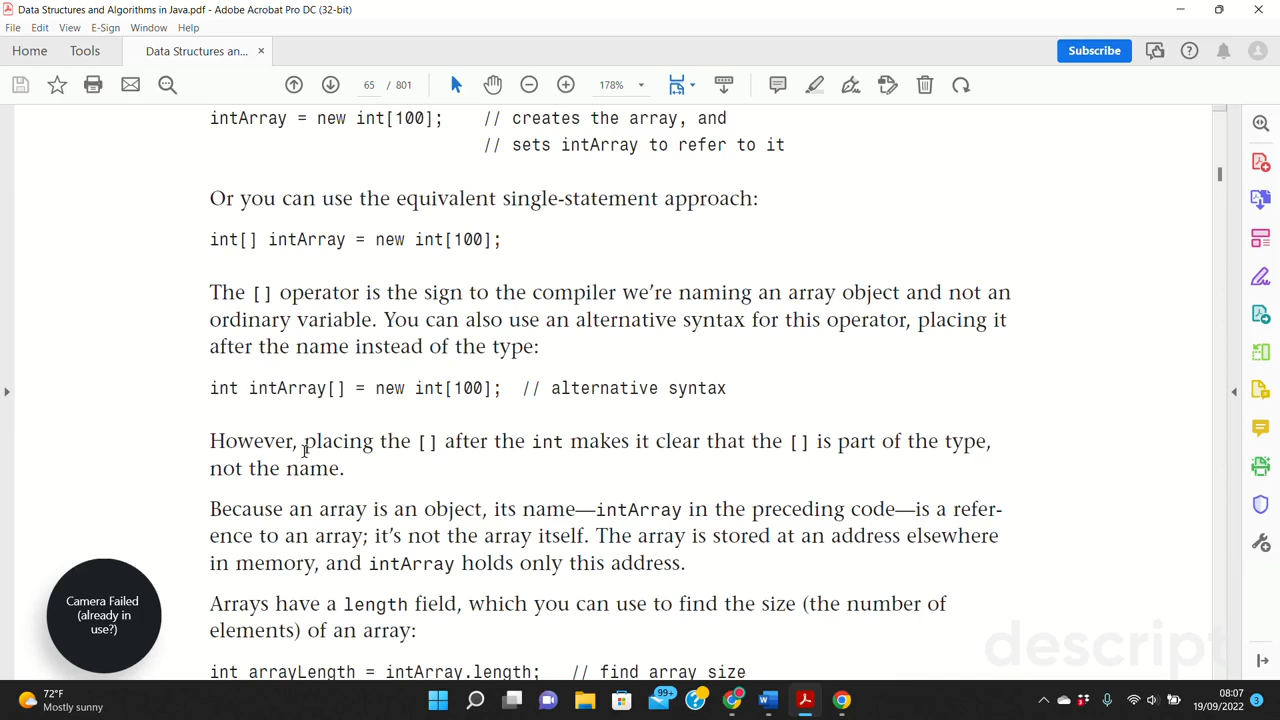 Data Structures and Algorithms in Java.pdf - Adobe Acrobat Pro DC (32-bit)
File Edit View E-Sign Window Help
Home Tools Data Structures an... × Subscribe
65 / 801 178%
intArray = new int[100]; // creates the array, and
// sets intArray to refer to it
Or you can use the equivalent single-statement approach:
int[] intArray = new int[100];
The [] operator is the sign to the compiler we’re naming an array object and not an
ordinary variable. You can also use an alternative syntax for this operator, placing it
after the name instead of the type:
int intArray[] = new int[100]; // alternative syntax
However, placing the [] after the int makes it clear that the [] is part of the type,
not the name.
Because an array is an object, its name—intArray in the preceding code—is a refer-
ence to an array; it’s not the array itself. The array is stored at an address elsewhere
in memory, and intArray holds only this address.
Arrays have a length field, which you can use to find the size (the number of
elements) of an array:
int arrayLength = intArray.length; // find array size
Camera Failed
(already in
use?)
descript
72°F
Mostly sunny
99+
08:07
19/09/2022
3